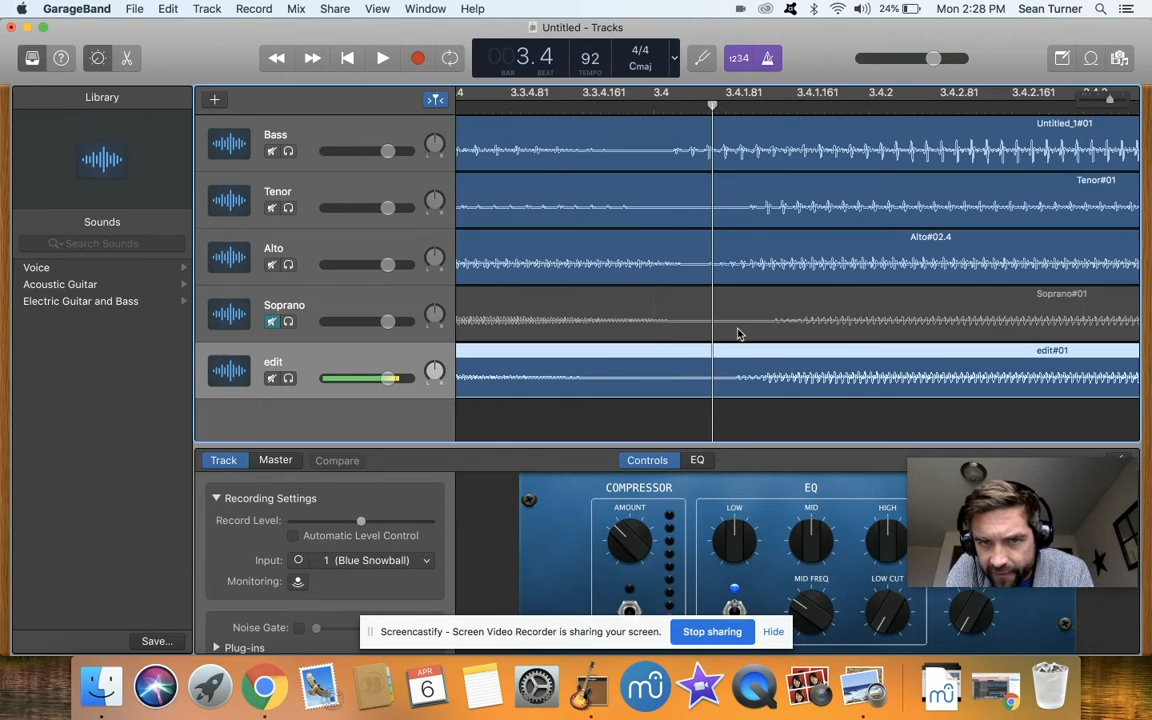 GarageBand File Edit Track Record Mix Share View Window Help
24% Mon 2:28 PM Sean Turner
Untitled - Tracks
003.4
BAR BEAT
92
TEMPO
4/4
Cmaj
1234
Library
Sounds
Search Sounds
Voice
Acoustic Guitar
Electric Guitar and Bass
Save...
4 3.3.4.81 3.3.4.161 3.4 3.4.1.81 3.4.1.161 3.4.2 3.4.2.81 3.4.2.161
Bass
L R
Untitled_1#01
Tenor
L R
Tenor#01
Alto
L R
Alto#02.4
Soprano
L R
Soprano#01
edit
L R
edit#01
Track Master Compare
Controls EQ
Recording Settings
Record Level:
Automatic Level Control
Input: 1 (Blue Snowball)
Monitoring:
Noise Gate:
Plug-ins
COMPRESSOR
AMOUNT
EQ
LOW MID HIGH
MID FREQ LOW CUT
Screencastify - Screen Video Recorder is sharing your screen.
Stop sharing
Hide
APR
6